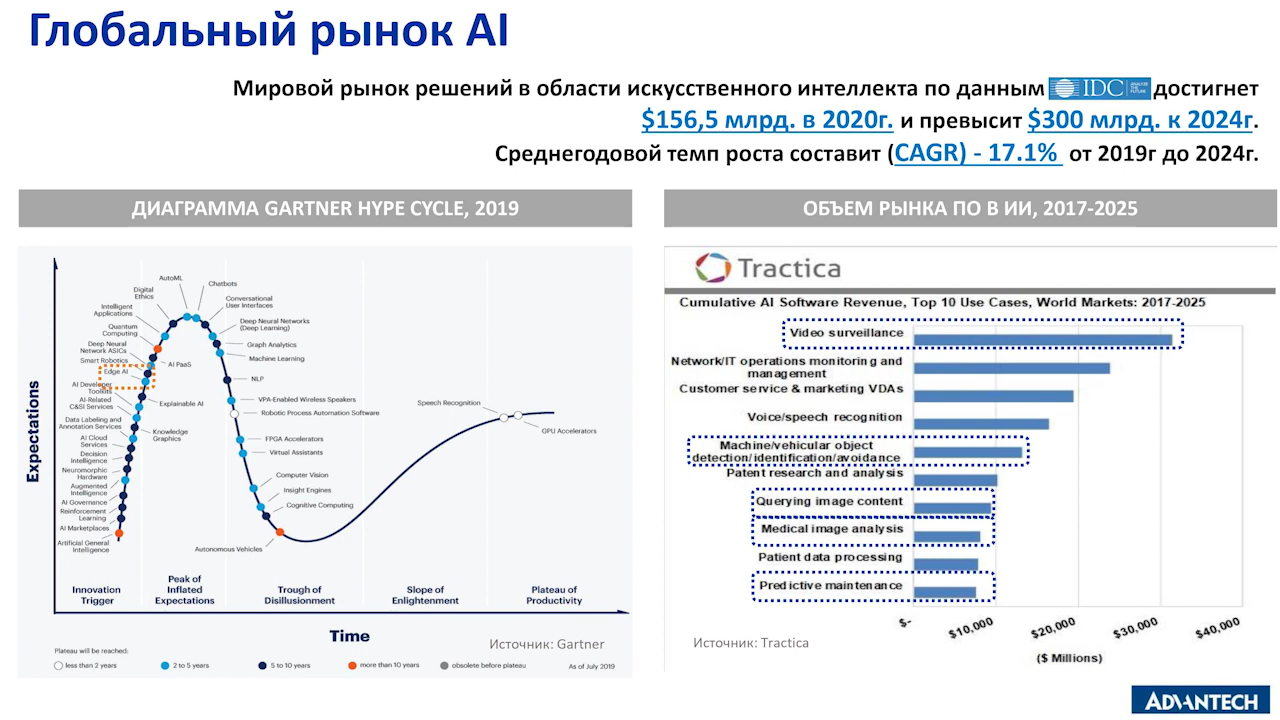 Глобальный рынок AI
Мировой рынок решений в области искусственного интеллекта по данным IDC ANALYZE THE FUTURE достигнет
$156,5 млрд. в 2020г. и превысит $300 млрд. к 2024г.
Среднегодовой темп роста составит (CAGR) - 17.1% от 2019г до 2024г.
ДИАГРАММА GARTNER HYPE CYCLE, 2019
Expectations
AutoML
Chatbots
Digital
Ethics
Conversational
User Interfaces
Intelligent
Applications
Deep Neural Networks
(Deep Learning)
Quantum
Computing
Graph Analytics
Deep Neural
Network ASICs
Machine Learning
Smart Robotics
AI PaaS
Edge AI
NLP
AI Developer
Toolkits
VPA-Enabled Wireless Speakers
AI-Related
C&SI Services
Explainable AI
Robotic Process Automation Software
Speech Recognition
GPU Accelerators
Data Labeling and
Annotation Services
Knowledge
Graphics
FPGA Accelerators
AI Cloud
Services
Virtual Assistants
Decision
Intelligence
Neuromorphic
Hardware
Computer Vision
Augmented
Intelligence
Insight Engines
AI Governance
Cognitive Computing
Reinforcement
Learning
AI Marketplaces
Artificial General
Intelligence
Autonomous Vehicles
Innovation
Trigger
Peak of
Inflated
Expectations
Trough of
Disillusionment
Slope of
Enlightenment
Plateau of
Productivity
Time
Источник: Gartner
Plateau will be reached:
less than 2 years
2 to 5 years
5 to 10 years
more than 10 years
obsolete before plateau
As of July 2019
ОБЪЕМ РЫНКА ПО В ИИ, 2017-2025
Tractica
Cumulative AI Software Revenue, Top 10 Use Cases, World Markets: 2017-2025
Video surveillance
Network/IT operations monitoring and
management
Customer service & marketing VDAs
Voice/speech recognition
Machine/vehicular object
detection/identification/avoidance
Patent research and analysis
Querying image content
Medical image analysis
Patient data processing
Predictive maintenance
$- $10,000 $20,000 $30,000 $40,000
($ Millions)
Источник: Tractica
ADVANTECH